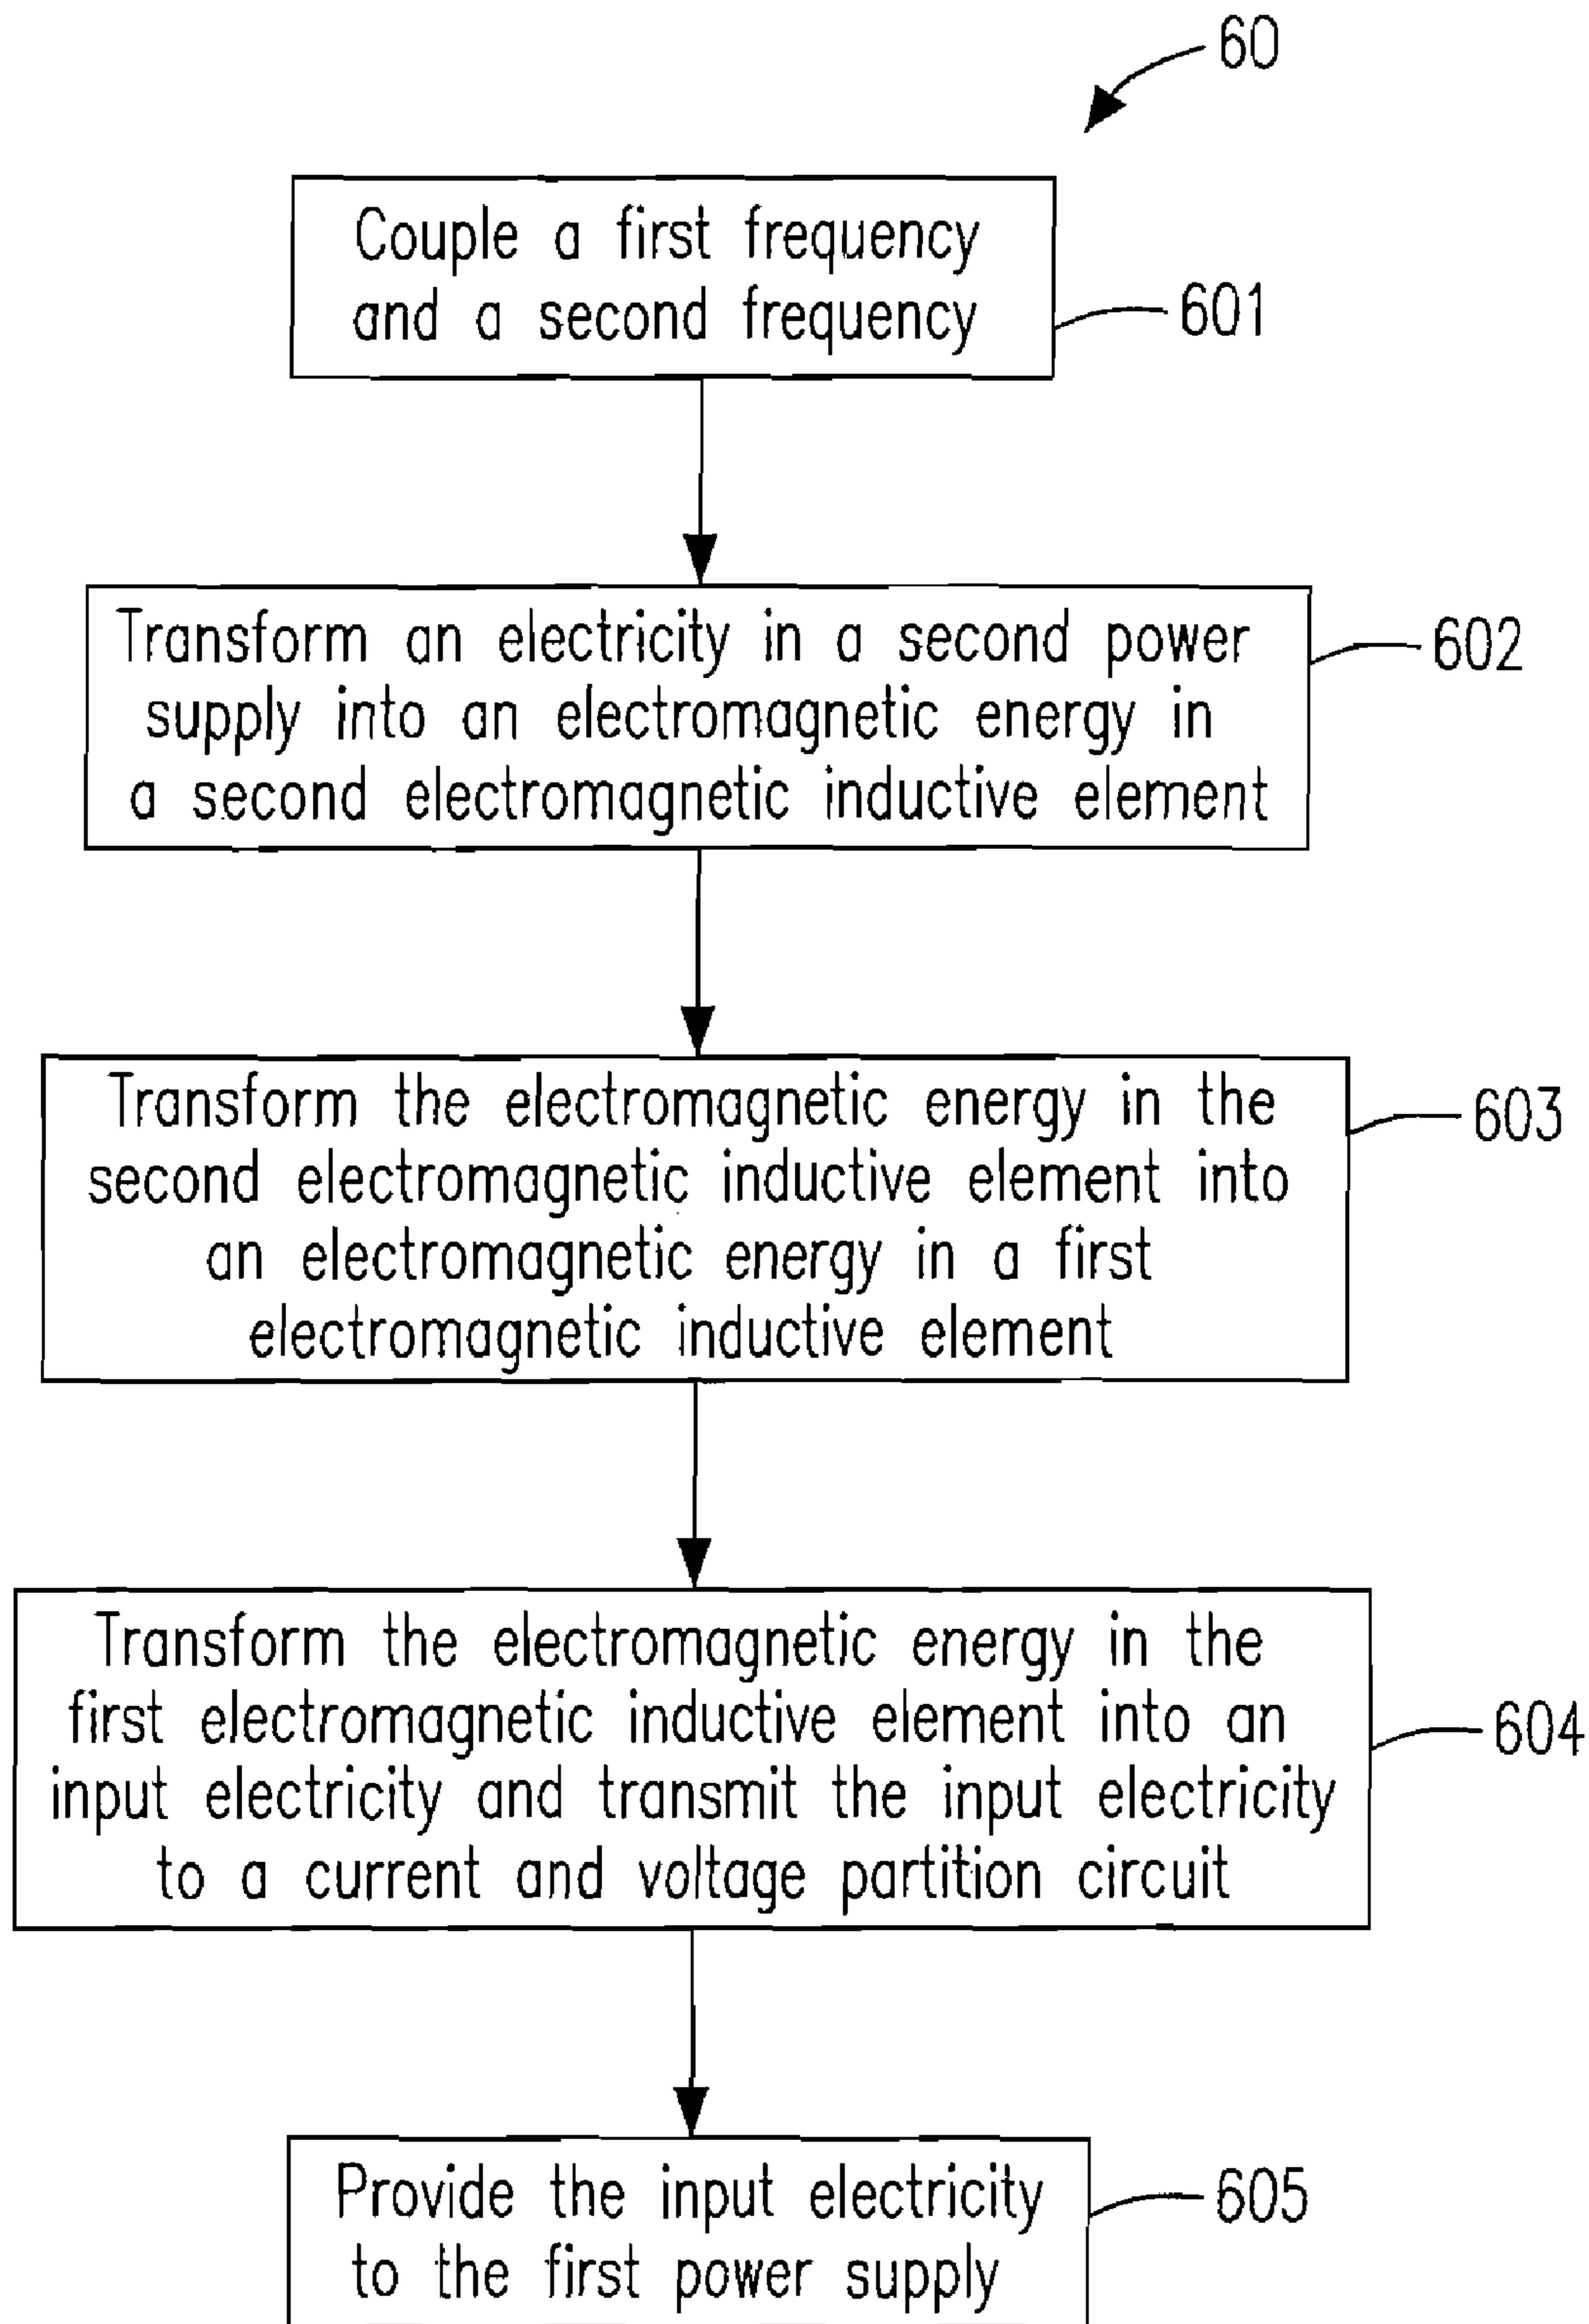 60
Couple a first frequency
and a second frequency
601
Transform an electricity in a second power
supply into an electromagnetic energy in
a second electromagnetic inductive element
602
Transform the electromagnetic energy in the
second electromagnetic inductive element into
an electromagnetic energy in a first
electromagnetic inductive element
603
Transform the electromagnetic energy in the
first electromagnetic inductive element into an
input electricity and transmit the input electricity
to a current and voltage partition circuit
604
Provide the input electricity
to the first power supply
605